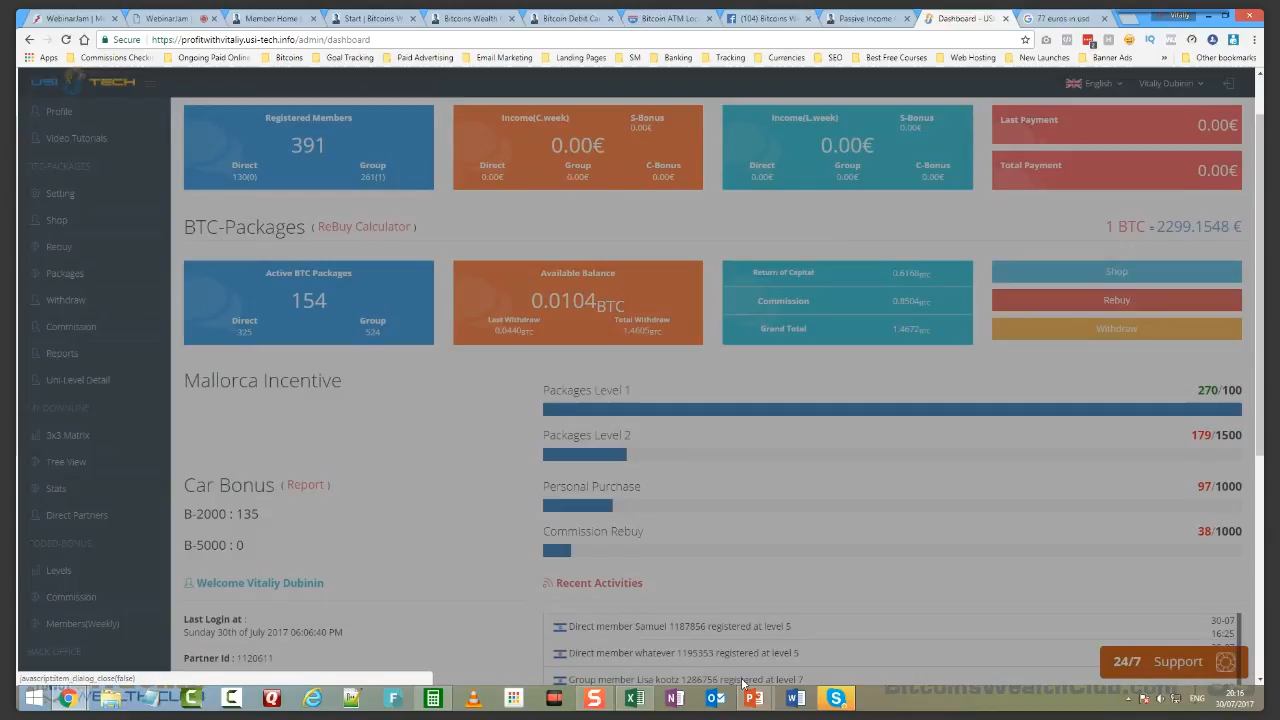 WebinarJam | M
WebinarJam
Member Home |
Start | Bitcoins W
Bitcoins Wealth C
Bitcoin Debit Car
Bitcoin ATM Loc
(104) Bitcoins W
Passive Income
Dashboard - USI
77 euros in usd
Vitaliy
Secure | https://profitwithvitaliy.usi-tech.info/admin/dashboard
Apps
Commissions Check
Ongoing Paid Online
Bitcoins
Goal Tracking
Paid Advertising
Email Marketing
Landing Pages
SM
Banking
Tracking
Currencies
SEO
Best Free Courses
Web Hosting
New Launches
Banner Ads
Other bookmarks
USI TECH
English
Vitaliy Dubinin
Profile
Video Tutorials
BTC-PACKAGES
Setting
Shop
Rebuy
Packages
Withdraw
Commission
Reports
Uni-Level Detail
MY DOWNLINE
3x3 Matrix
Tree View
Stats
Direct Partners
CODED-BONUS
Levels
Commission
Members(Weekly)
BACK OFFICE
Registered Members
391
Direct Group
130(0) 261(1)
Income(C.week) S-Bonus
0.00€
0.00€
Direct Group C-Bonus
0.00€ 0.00€ 0.00€
Income(L.week) S-Bonus
0.00€
0.00€
Direct Group C-Bonus
0.00€ 0.00€ 0.00€
Last Payment 0.00€
Total Payment 0.00€
BTC-Packages ( ReBuy Calculator )
1 BTC = 2299.1548 €
Active BTC Packages
154
Direct Group
325 524
Available Balance
0.0104BTC
Last Withdraw Total Withdraw
0.0440BTC 1.4605BTC
Return of Capital 0.6168BTC
Commission 0.8504BTC
Grand Total 1.4672BTC
Shop
Rebuy
Withdraw
Mallorca Incentive
Packages Level 1 270/100
Packages Level 2 179/1500
Car Bonus ( Report )
B-2000 : 135
B-5000 : 0
Personal Purchase 97/1000
Commission Rebuy 38/1000
Welcome Vitaliy Dubinin
Last Login at :
Sunday 30th of July 2017 06:06:40 PM
Partner Id : 1120611
Recent Activities
Direct member Samuel 1187856 registered at level 5 30-07
16:25
Direct member whatever 1195353 registered at level 5 30-07
Group member Lisa kootz 1286756 registered at level 7
24/7 Support
javascript:item_dialog_close(false)
20:16
30/07/2017